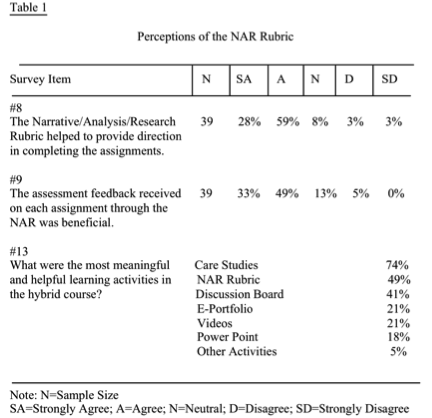 Table 1
Perceptions of the NAR Rubric
Survey Item N SA A N D SD
#8
The Narrative/Analysis/Research 39 28% 59% 8% 3% 3%
Rubric helped to provide direction
in completing the assignments.
#9
The assessment feedback received 39 33% 49% 13% 5% 0%
on each assignment through the
NAR was beneficial.
#13
What were the most meaningful Care Studies 74%
and helpful learning activities in NAR Rubric 49%
the hybrid course? Discussion Board 41%
E-Portfolio 21%
Videos 21%
Power Point 18%
Other Activities 5%
Note: N=Sample Size
SA=Strongly Agree; A=Agree; N=Neutral; D=Disagree; SD=Strongly Disagree